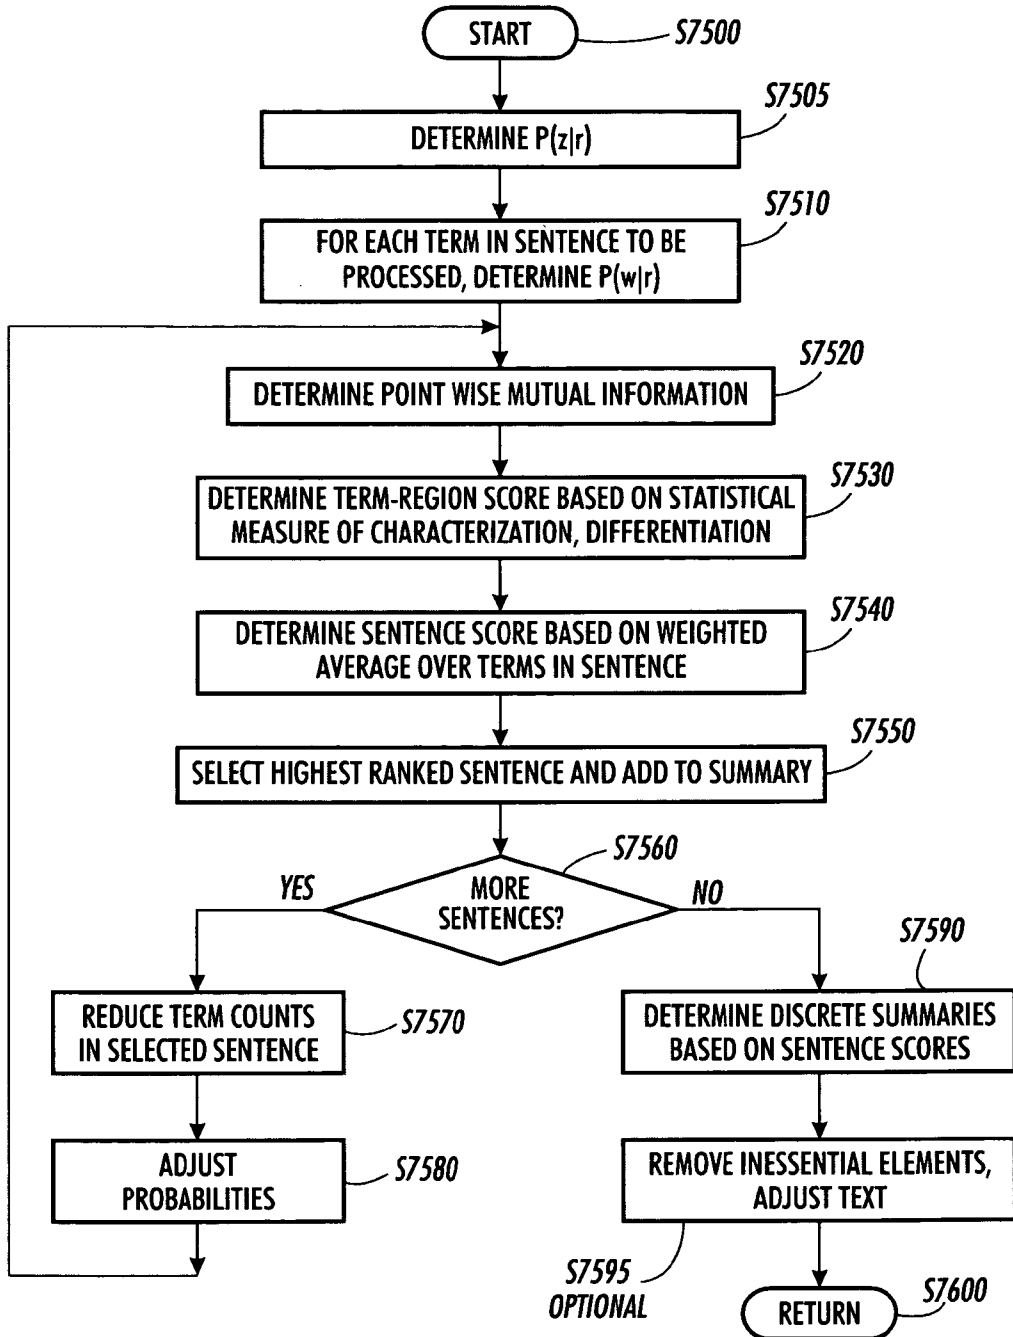 START
S7500
S7505
DETERMINE P(z|r)
S7510
FOR EACH TERM IN SENTENCE TO BE
PROCESSED, DETERMINE P(w|r)
S7520
DETERMINE POINT WISE MUTUAL INFORMATION
S7530
DETERMINE TERM-REGION SCORE BASED ON STATISTICAL
MEASURE OF CHARACTERIZATION, DIFFERENTIATION
S7540
DETERMINE SENTENCE SCORE BASED ON WEIGHTED
AVERAGE OVER TERMS IN SENTENCE
S7550
SELECT HIGHEST RANKED SENTENCE AND ADD TO SUMMARY
S7560
MORE
SENTENCES?
YES
NO
REDUCE TERM COUNTS
IN SELECTED SENTENCE
S7570
ADJUST
PROBABILITIES
S7580
S7590
DETERMINE DISCRETE SUMMARIES
BASED ON SENTENCE SCORES
REMOVE INESSENTIAL ELEMENTS,
ADJUST TEXT
S7595
OPTIONAL
RETURN
S7600